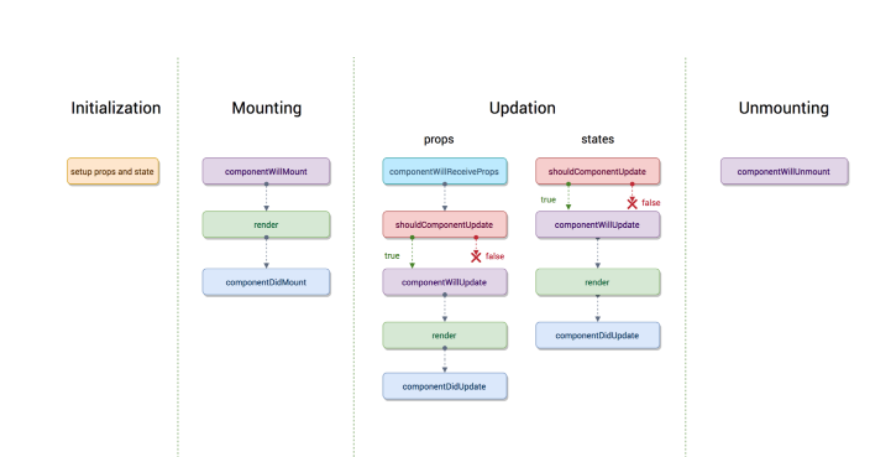 Initialization
Mounting
Updation
Unmounting
props
states
setup props and state
componentWillMount
componentWillReceiveProps
shouldComponentUpdate
componentWillUnmount
true
false
render
shouldComponentUpdate
componentWillUpdate
true
false
componentDidMount
componentWillUpdate
render
render
componentDidUpdate
componentDidUpdate